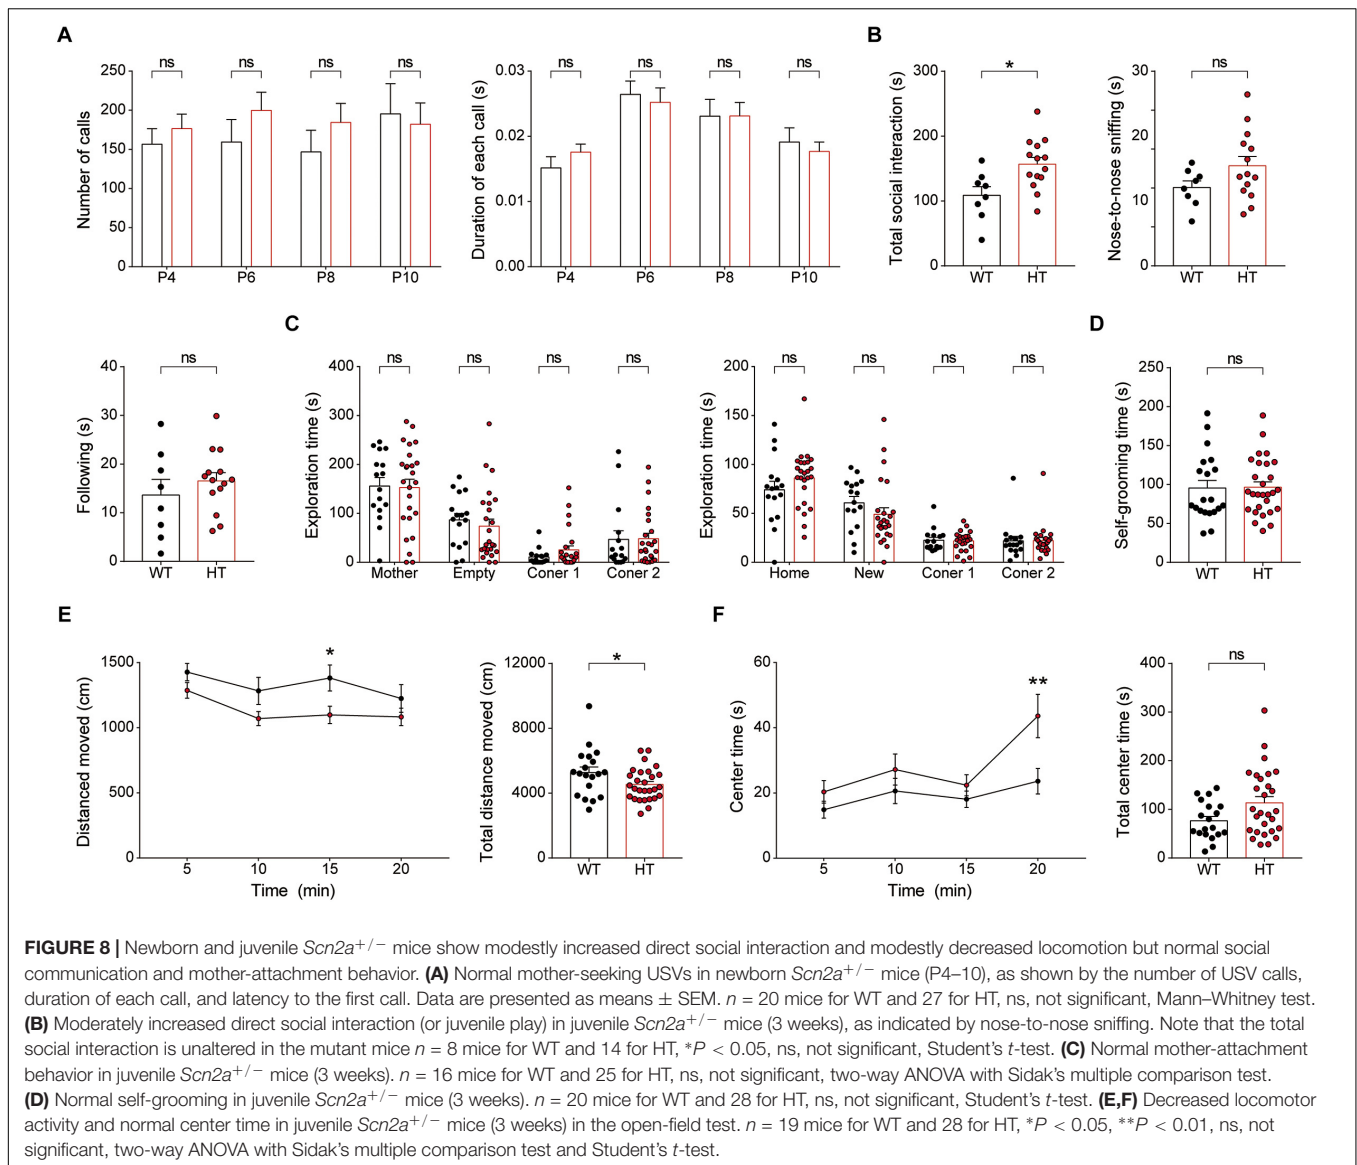 A
B
ns
ns
ns
ns
Number of calls
300
250
200
150
100
50
0
P4
P6
P8
P10
ns
ns
ns
ns
Duration of each call (s)
0.03
0.02
0.01
0.00
P4
P6
P8
P10
*
Total social interaction (s)
300
200
100
0
WT
HT
ns
Nose-to-nose sniffing (s)
30
20
10
0
WT
HT
C
D
ns
Following (s)
40
30
20
10
0
WT
HT
ns
ns
ns
ns
Exploration time (s)
400
300
200
100
0
Mother
Empty
Coner 1
Coner 2
ns
ns
ns
ns
Exploration time (s)
200
150
100
50
0
Home
New
Coner 1
Coner 2
ns
Self-grooming time (s)
250
200
150
100
50
0
WT
HT
E
F
*
Distanced moved (cm)
1500
1000
500
0
5
10
15
20
Time (min)
*
Total distance moved (cm)
12000
8000
4000
0
WT
HT
**
Center time (s)
60
40
20
0
5
10
15
20
Time (min)
ns
Total center time (s)
400
300
200
100
0
WT
HT
FIGURE 8 | Newborn and juvenile Scn2a+/− mice show modestly increased direct social interaction and modestly decreased locomotion but normal social
communication and mother-attachment behavior. (A) Normal mother-seeking USVs in newborn Scn2a+/− mice (P4–10), as shown by the number of USV calls,
duration of each call, and latency to the first call. Data are presented as means ± SEM. n = 20 mice for WT and 27 for HT, ns, not significant, Mann–Whitney test.
(B) Moderately increased direct social interaction (or juvenile play) in juvenile Scn2a+/− mice (3 weeks), as indicated by nose-to-nose sniffing. Note that the total
social interaction is unaltered in the mutant mice n = 8 mice for WT and 14 for HT, *P < 0.05, ns, not significant, Student's t-test. (C) Normal mother-attachment
behavior in juvenile Scn2a+/− mice (3 weeks). n = 16 mice for WT and 25 for HT, ns, not significant, two-way ANOVA with Sidak's multiple comparison test.
(D) Normal self-grooming in juvenile Scn2a+/− mice (3 weeks). n = 20 mice for WT and 28 for HT, ns, not significant, Student's t-test. (E,F) Decreased locomotor
activity and normal center time in juvenile Scn2a+/− mice (3 weeks) in the open-field test. n = 19 mice for WT and 28 for HT, *P < 0.05, **P < 0.01, ns, not
significant, two-way ANOVA with Sidak's multiple comparison test and Student's t-test.